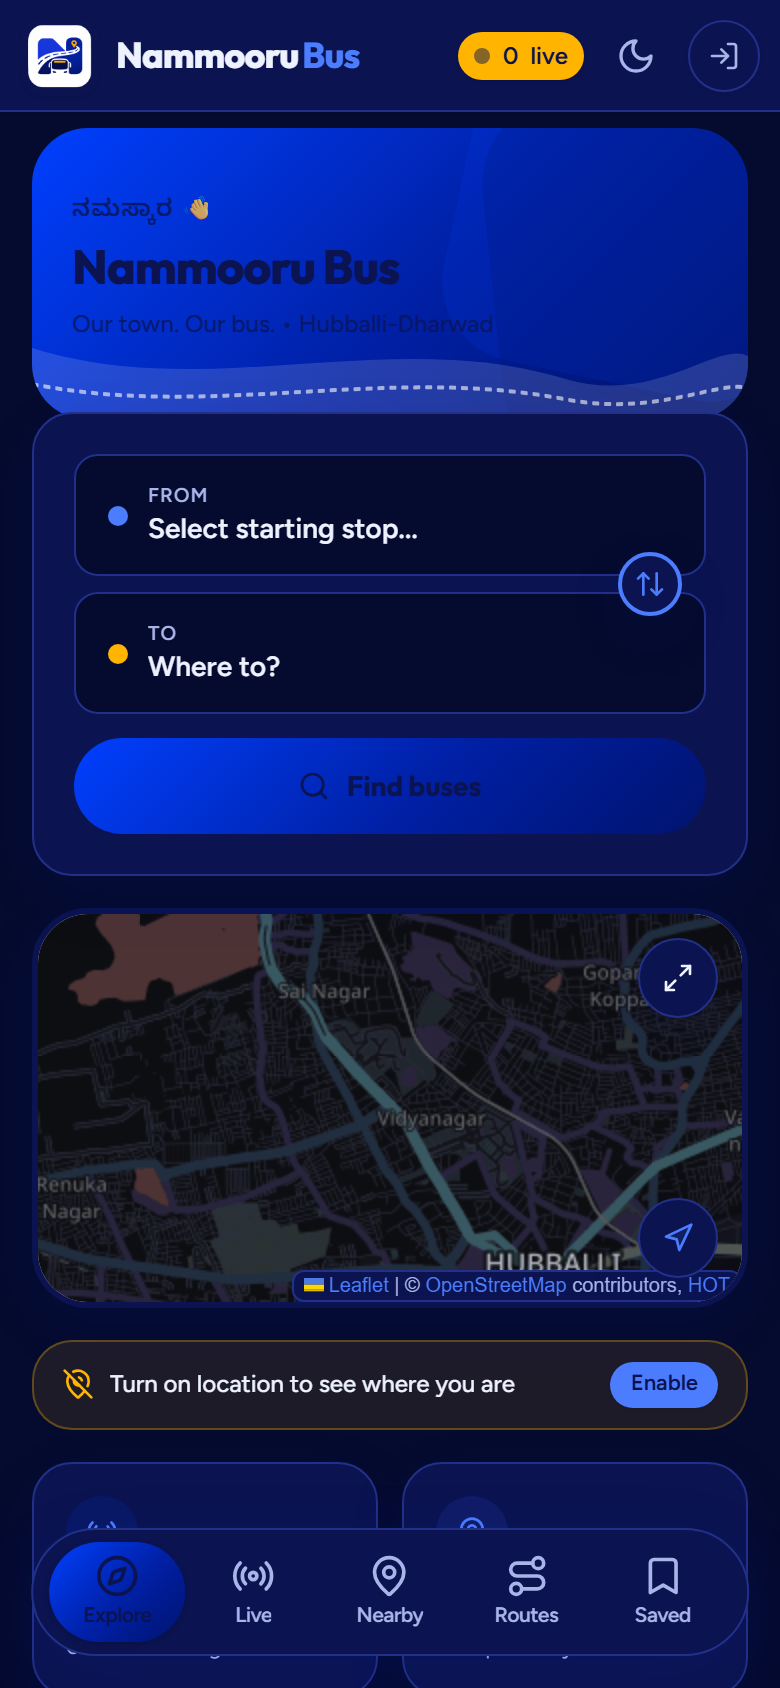 Nammooru Bus
0 live
ನಮಸ್ಕಾರ 👋🏽
Nammooru Bus
Our town. Our bus. • Hubballi-Dharwad
FROM
Select starting stop...
TO
Where to?
Find buses
Sai Nagar
Vidyanagar
Renuka
Nagar
HUBBALLI
Leaflet | © OpenStreetMap contributors, HOT
Turn on location to see where you are
Enable
Explore
Live
Nearby
Routes
Saved